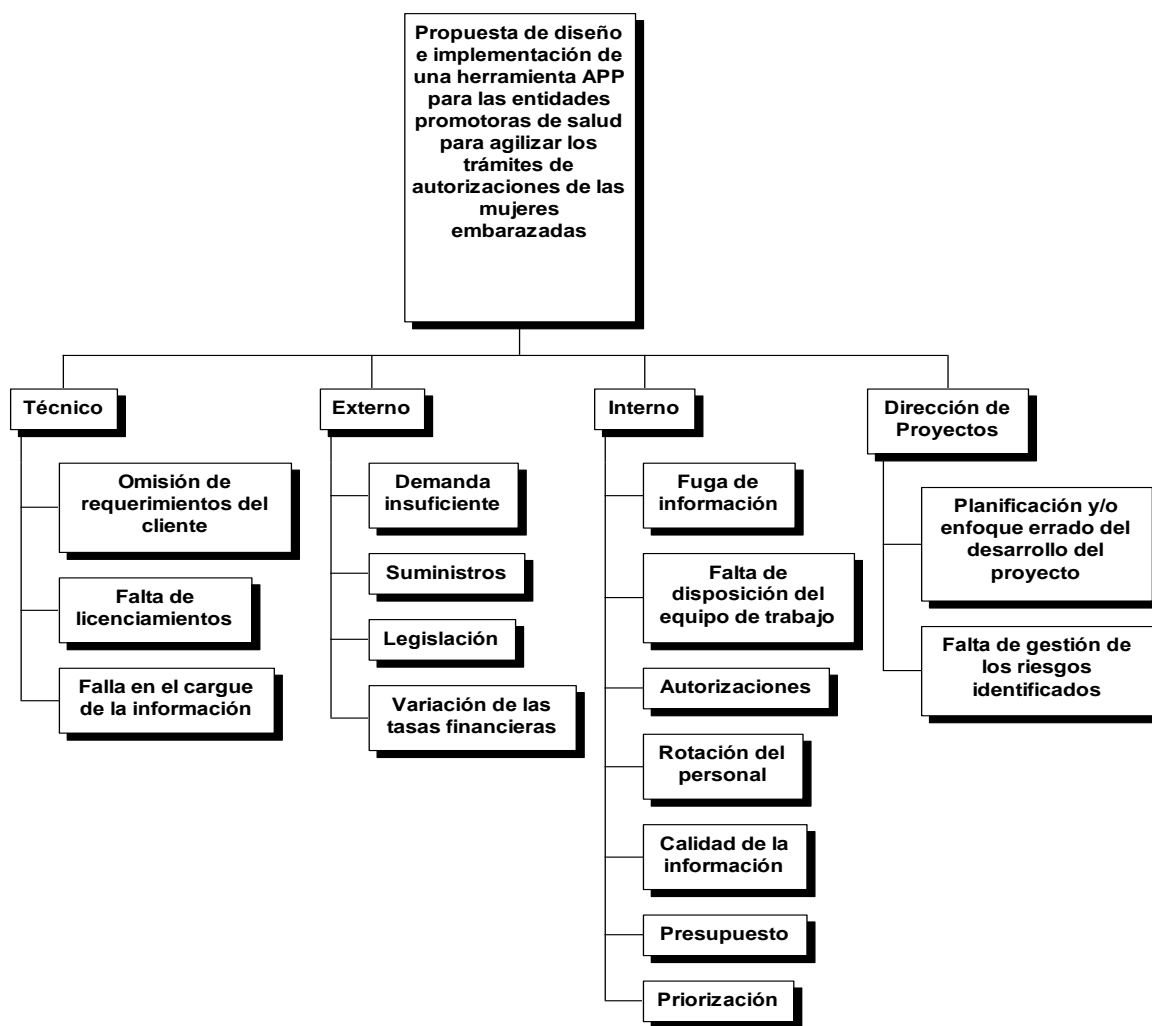 Propuesta de diseño
e implementación de
una herramienta APP
para las entidades
promotoras de salud
para agilizar los
trámites de
autorizaciones de las
mujeres
embarazadas
Técnico
Omisión de
requerimientos del
cliente
Falta de
licenciamientos
Falla en el cargue
de la información
Externo
Demanda
insuficiente
Suministros
Legislación
Variación de las
tasas financieras
Interno
Fuga de
información
Falta de
disposición del
equipo de trabajo
Autorizaciones
Rotación del
personal
Calidad de la
información
Presupuesto
Priorización
Dirección de
Proyectos
Planificación y/o
enfoque errado del
desarrollo del
proyecto
Falta de gestión de
los riesgos
identificados